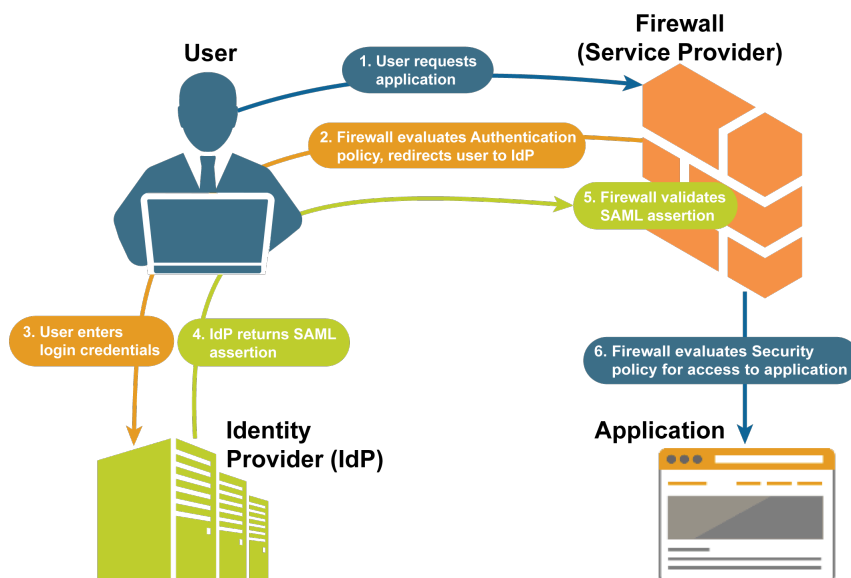 User
Firewall
(Service Provider)
1. User requests
application
2. Firewall evaluates Authentication
policy, redirects user to IdP
5. Firewall validates
SAML assertion
3. User enters
login credentials
4. IdP returns SAML
assertion
6. Firewall evaluates Security
policy for access to application
Identity
Provider (IdP)
Application